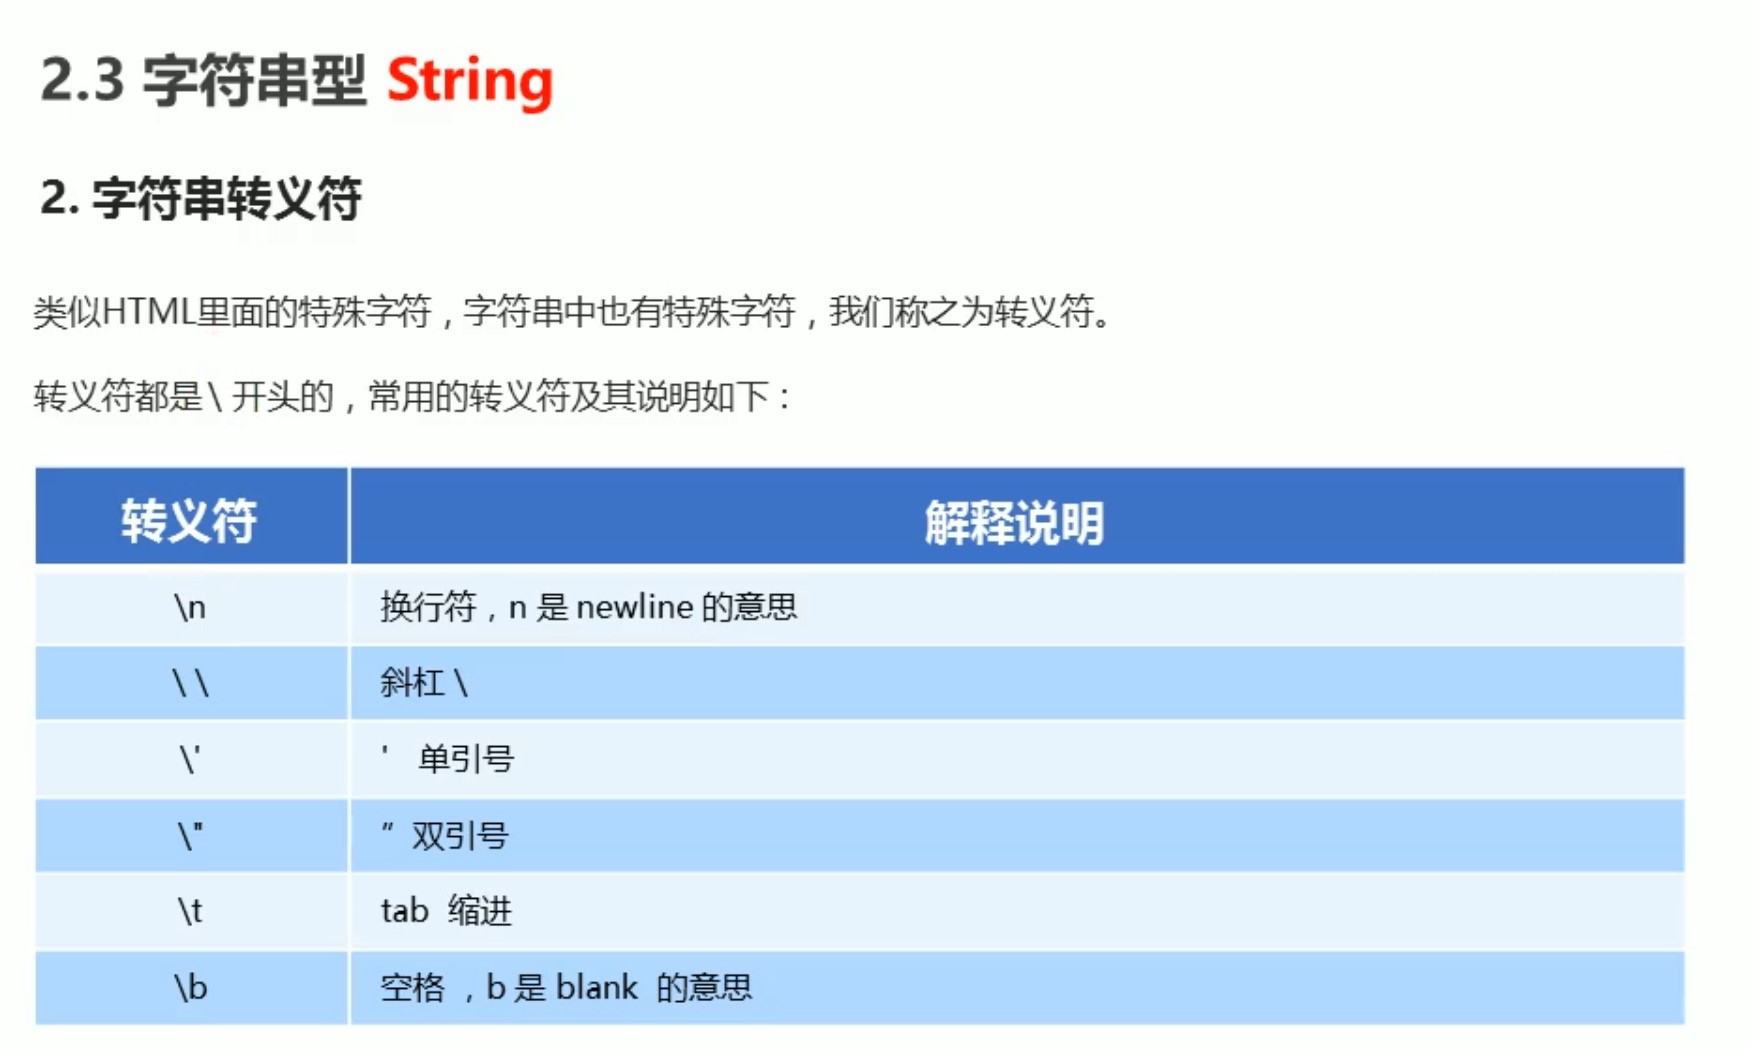 2.3 字符串型 String
2. 字符串转义符
类似HTML里面的特殊字符，字符串中也有特殊字符，我们称之为转义符。
转义符都是\ 开头的，常用的转义符及其说明如下：
转义符 解释说明
\n 换行符，n 是 newline 的意思
\ \ 斜杠 \
\' ' 单引号
\" ” 双引号
\t tab 缩进
\b 空格 ，b 是 blank 的意思